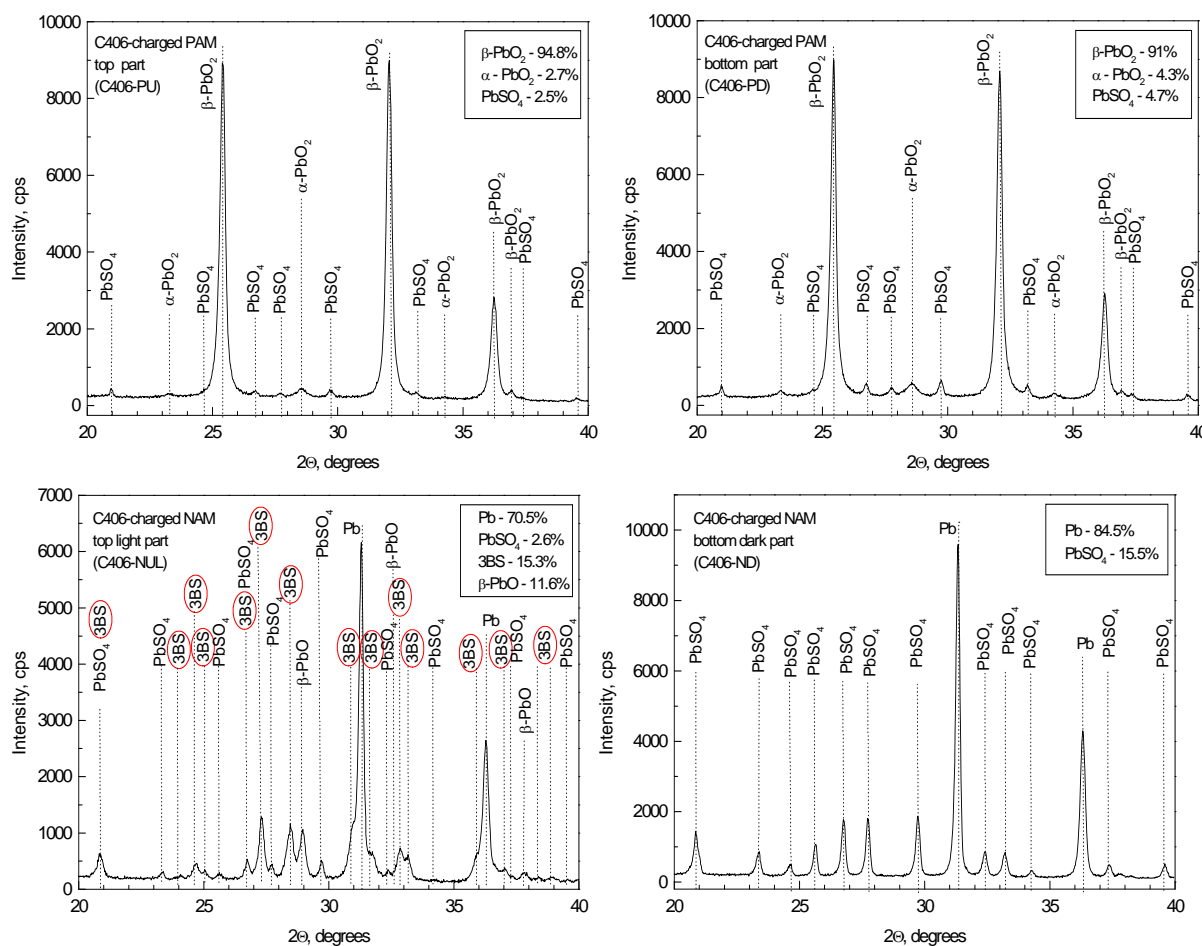 C406-charged PAM
top part
(C406-PU)
β-PbO₂ - 94.8%
α - PbO₂ - 2.7%
PbSO₄ - 2.5%
PbSO₄
α-PbO₂
PbSO₄
β-PbO₂
PbSO₄
PbSO₄
α-PbO₂
PbSO₄
β-PbO₂
PbSO₄
α-PbO₂
β-PbO₂
β-PbO₂
PbSO₄
PbSO₄
Intensity, cps
0
2000
4000
6000
8000
10000
20
25
30
35
40
2Θ, degrees
C406-charged PAM
bottom part
(C406-PD)
β-PbO₂ - 91%
α - PbO₂ - 4.3%
PbSO₄ - 4.7%
PbSO₄
α-PbO₂
PbSO₄
β-PbO₂
PbSO₄
PbSO₄
α-PbO₂
PbSO₄
β-PbO₂
PbSO₄
α-PbO₂
β-PbO₂
β-PbO₂
PbSO₄
PbSO₄
Intensity, cps
0
2000
4000
6000
8000
10000
20
25
30
35
40
2Θ, degrees
C406-charged NAM
top light part
(C406-NUL)
Pb - 70.5%
PbSO₄ - 2.6%
3BS - 15.3%
β-PbO - 11.6%
PbSO₄ 3BS
PbSO₄
3BS
3BS
3BS
PbSO₄
3BS PbSO₄
3BS
PbSO₄
3BS
β-PbO
PbSO₄
3BS
Pb
3BS
PbSO₄
β-PbO
3BS
3BS
PbSO₄
3BS
Pb
3BS
PbSO₄
β-PbO
3BS
PbSO₄
Intensity, cps
0
1000
2000
3000
4000
5000
6000
7000
20
25
30
35
40
2Θ, degrees
C406-charged NAM
bottom dark part
(C406-ND)
Pb - 84.5%
PbSO₄ - 15.5%
PbSO₄
PbSO₄
PbSO₄
PbSO₄
PbSO₄
PbSO₄
PbSO₄
Pb
PbSO₄
PbSO₄
PbSO₄
Pb
PbSO₄
PbSO₄
Intensity, cps
0
2000
4000
6000
8000
10000
20
25
30
35
40
2Θ, degrees